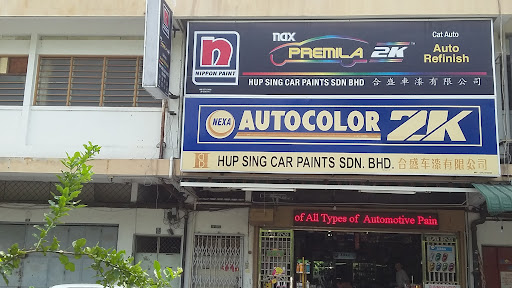 n
NIPPON PAINT
nax
PREMILA 2K
Cat Auto
Auto Refinish
HUP SING CAR PAINTS SDN BHD 合盛車漆有限公司
NEXA
AUTOCOLOR 2K
HUP SING CAR PAINTS SDN. BHD. 合盛车漆有限公司
of All Types of Automotive Pain